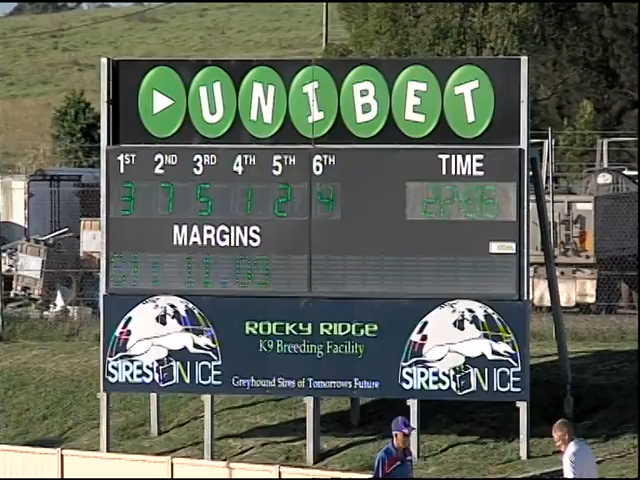 UNIBET
1ST 2ND 3RD 4TH 5TH 6TH TIME
3 7 5 1 2 4
MARGINS
ROCKY RIDGE
K9 Breeding Facility
SIRES ON ICE
Greyhound Sires of Tomorrows Future
SIRES ON ICE